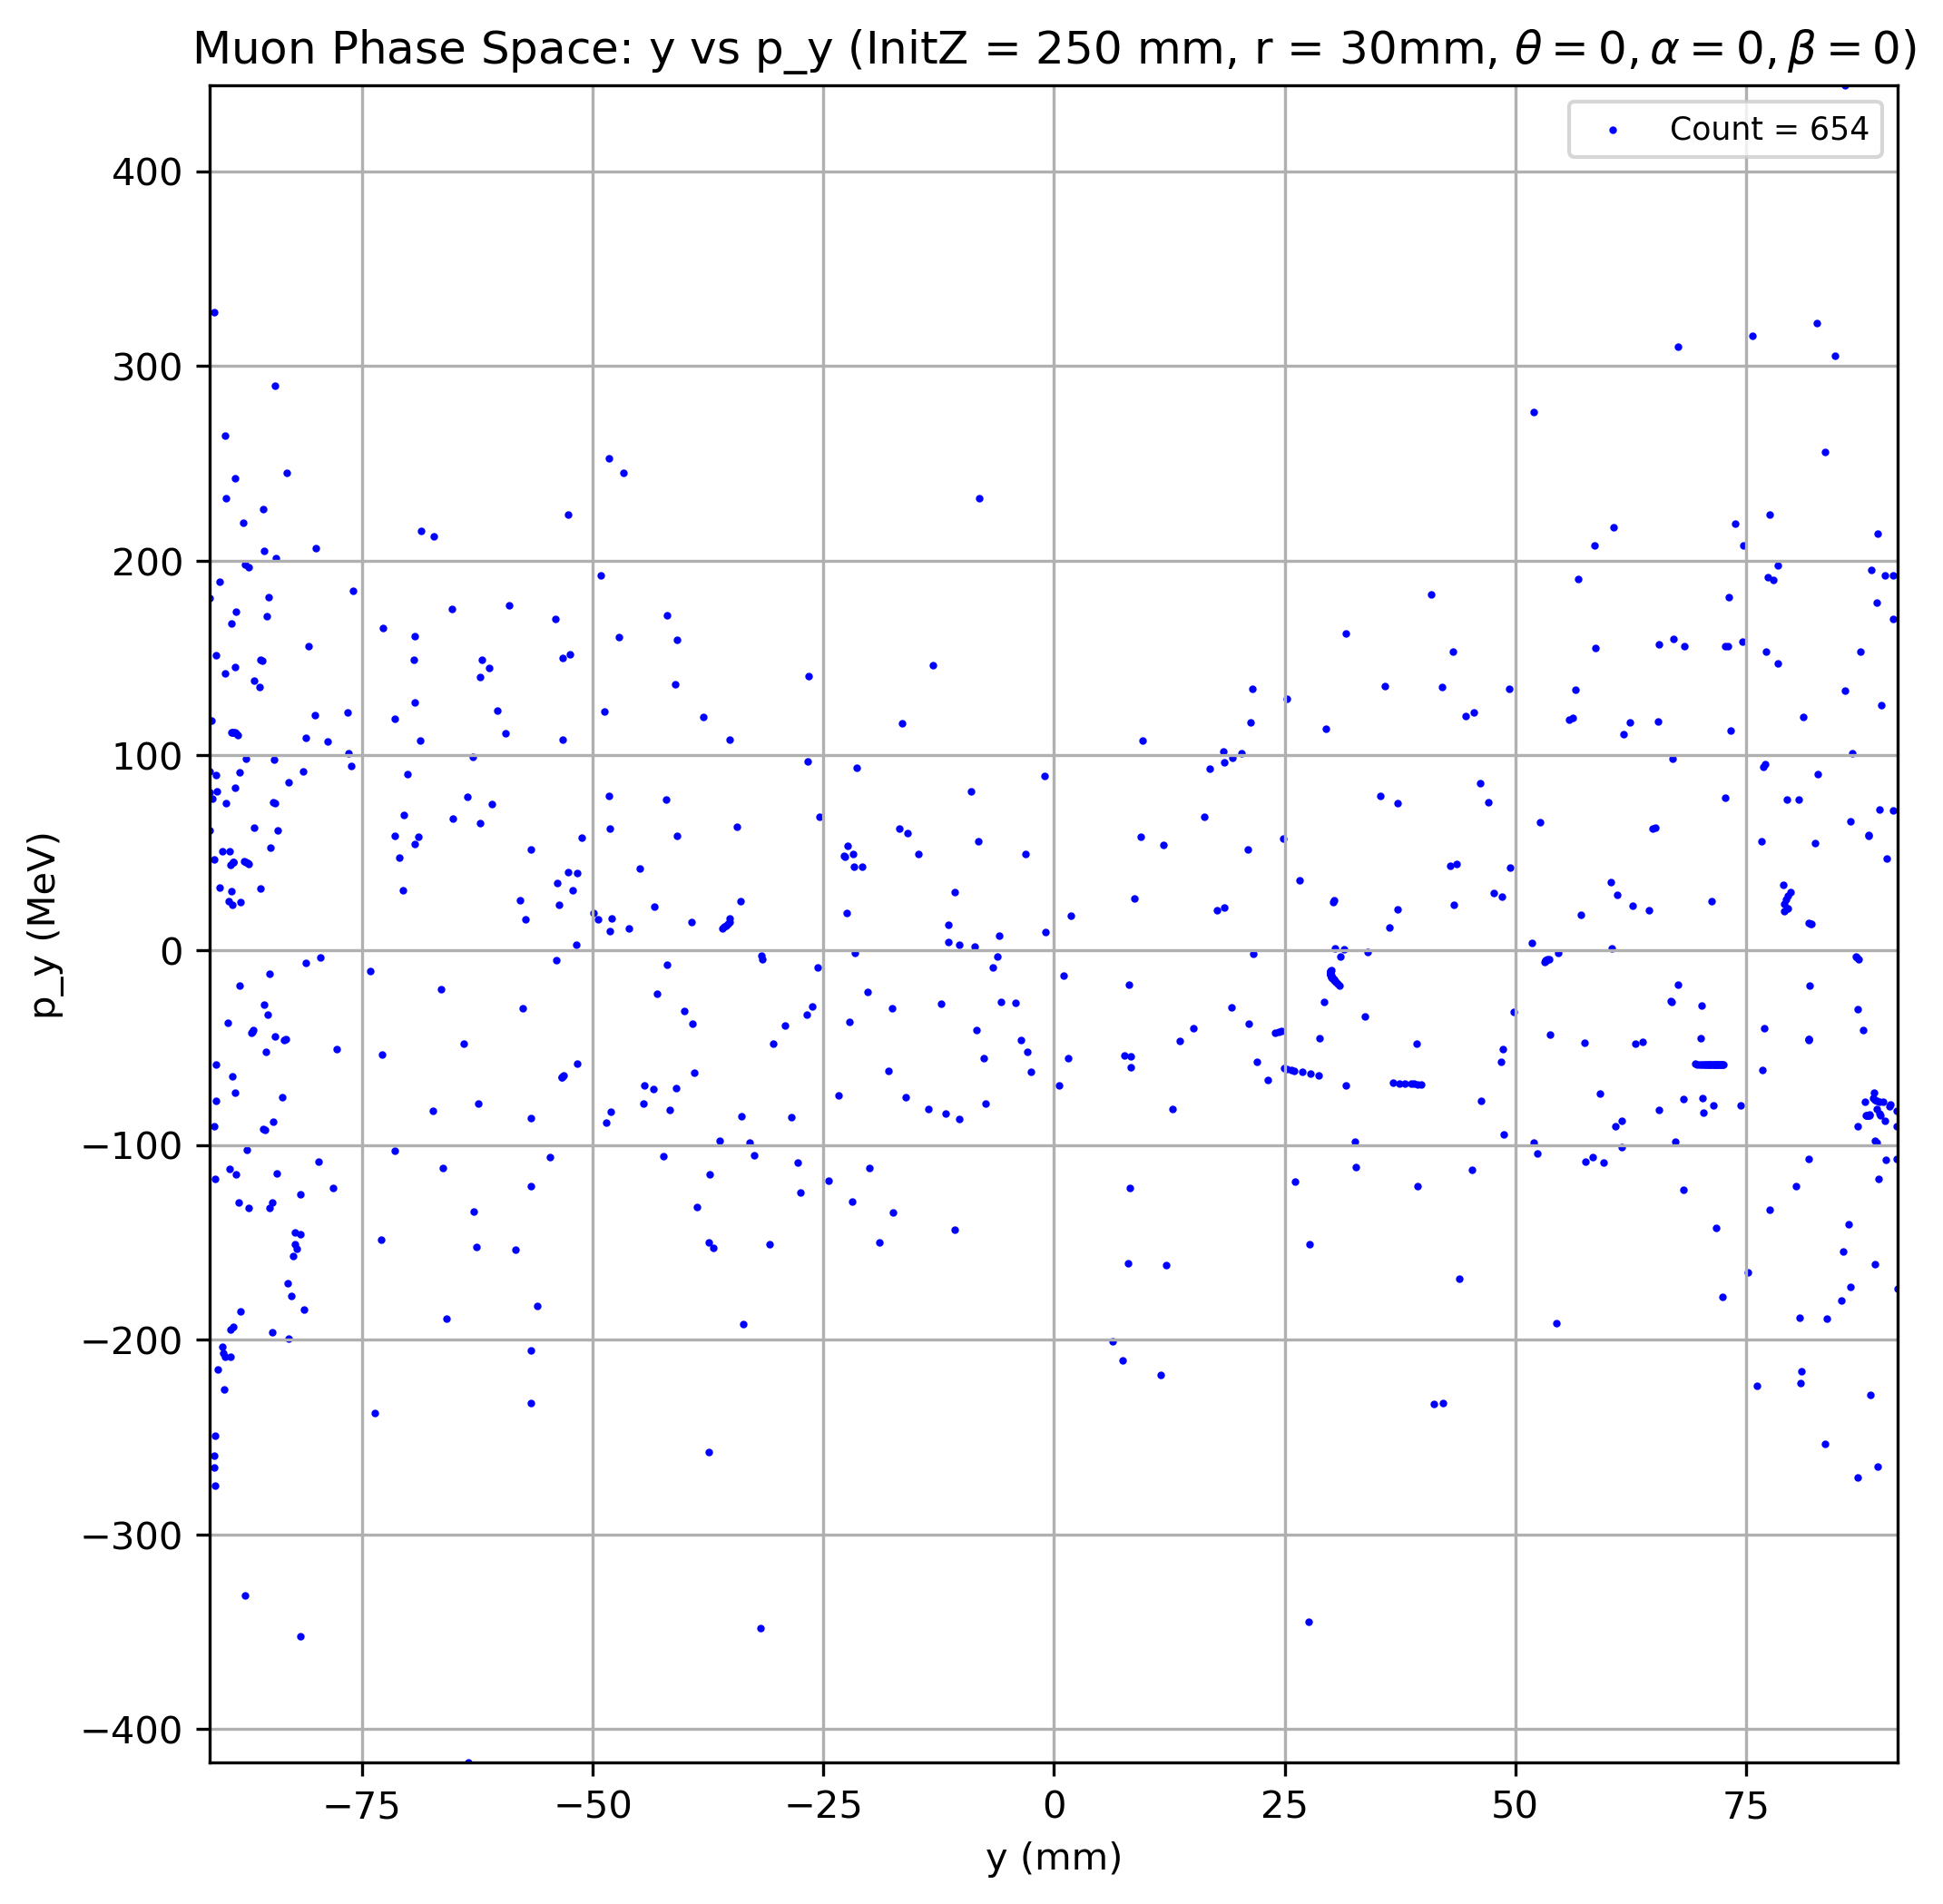 Muon Phase Space: y vs p_y (InitZ = 250 mm, r = 30mm, θ = 0, α = 0, β = 0)
Count = 654
400
300
200
100
0
−100
−200
−300
−400
p_y (MeV)
−75 −50 −25 0 25 50 75
y (mm)